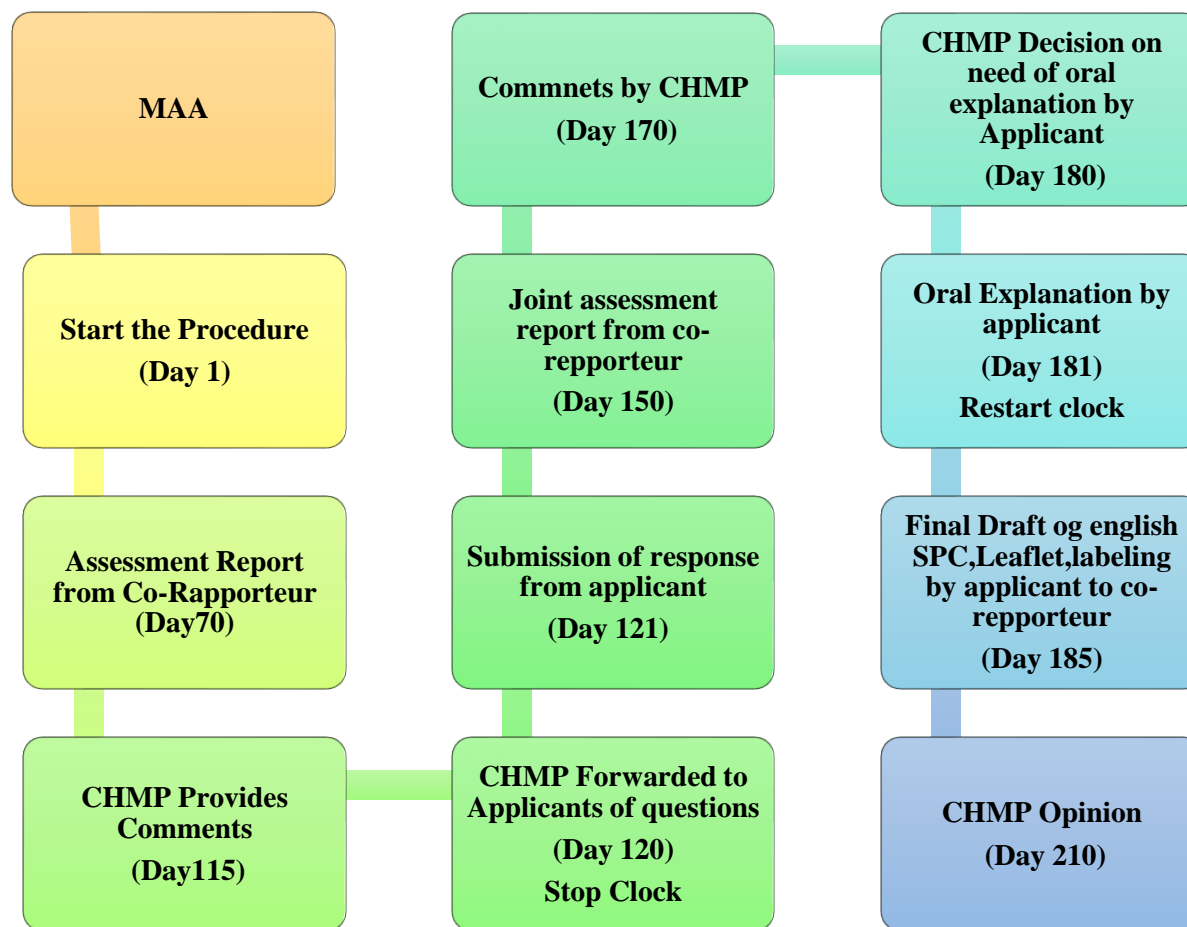 MAA
Start the Procedure
(Day 1)
Assessment Report
from Co-Rapporteur
(Day70)
CHMP Provides
Comments
(Day115)
CHMP Forwarded to
Applicants of questions
(Day 120)
Stop Clock
Submission of response
from applicant
(Day 121)
Joint assessment
report from co-
repporteur
(Day 150)
Commnets by CHMP
(Day 170)
CHMP Decision on
need of oral
explanation by
Applicant
(Day 180)
Oral Explanation by
applicant
(Day 181)
Restart clock
Final Draft og english
SPC,Leaflet,labeling
by applicant to co-
repporteur
(Day 185)
CHMP Opinion
(Day 210)